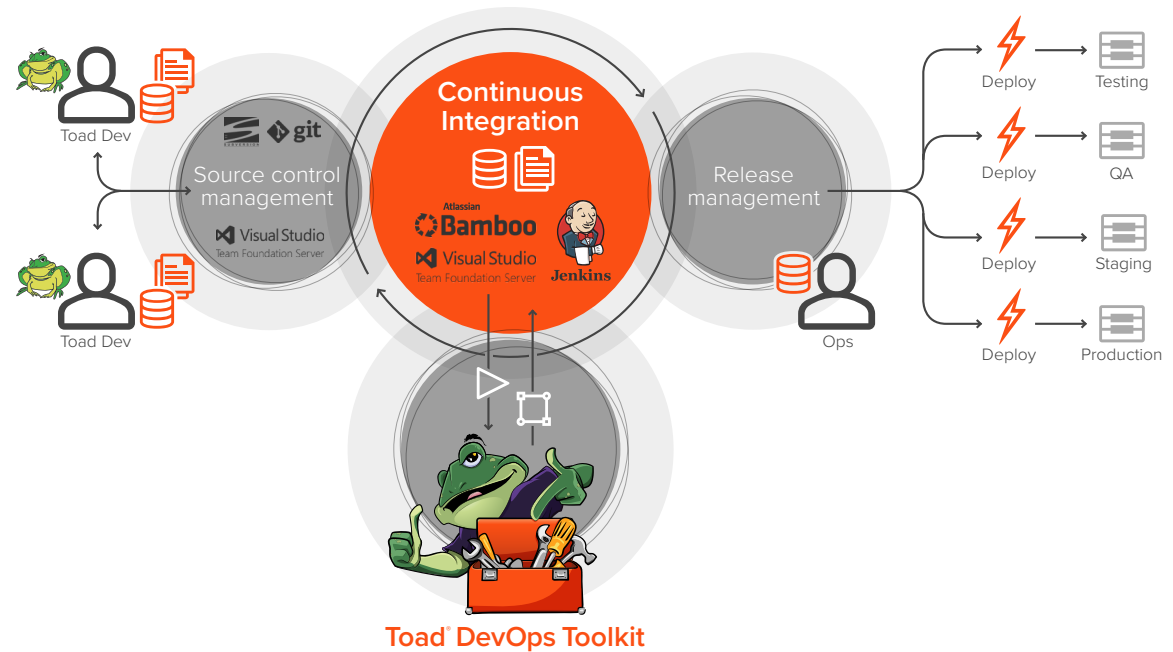 Toad Dev
Toad Dev
SUBVERSION
git
Source control
management
Visual Studio
Team Foundation Server
Continuous
Integration
Atlassian
Bamboo
Visual Studio
Team Foundation Server
Jenkins
Release
management
Ops
Deploy
Testing
Deploy
QA
Deploy
Staging
Deploy
Production
Toad® DevOps Toolkit